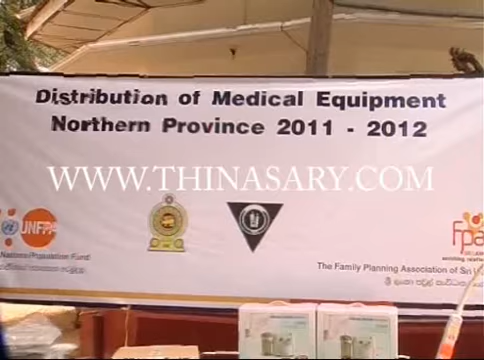 Distribution of Medical Equipment
Northern Province 2011 - 2012
WWW.THINASARY.COM
UNFPA
Nations Population Fund
fpa
The Family Planning Association of Sri
ශ්‍රී ලංකා පවුල්